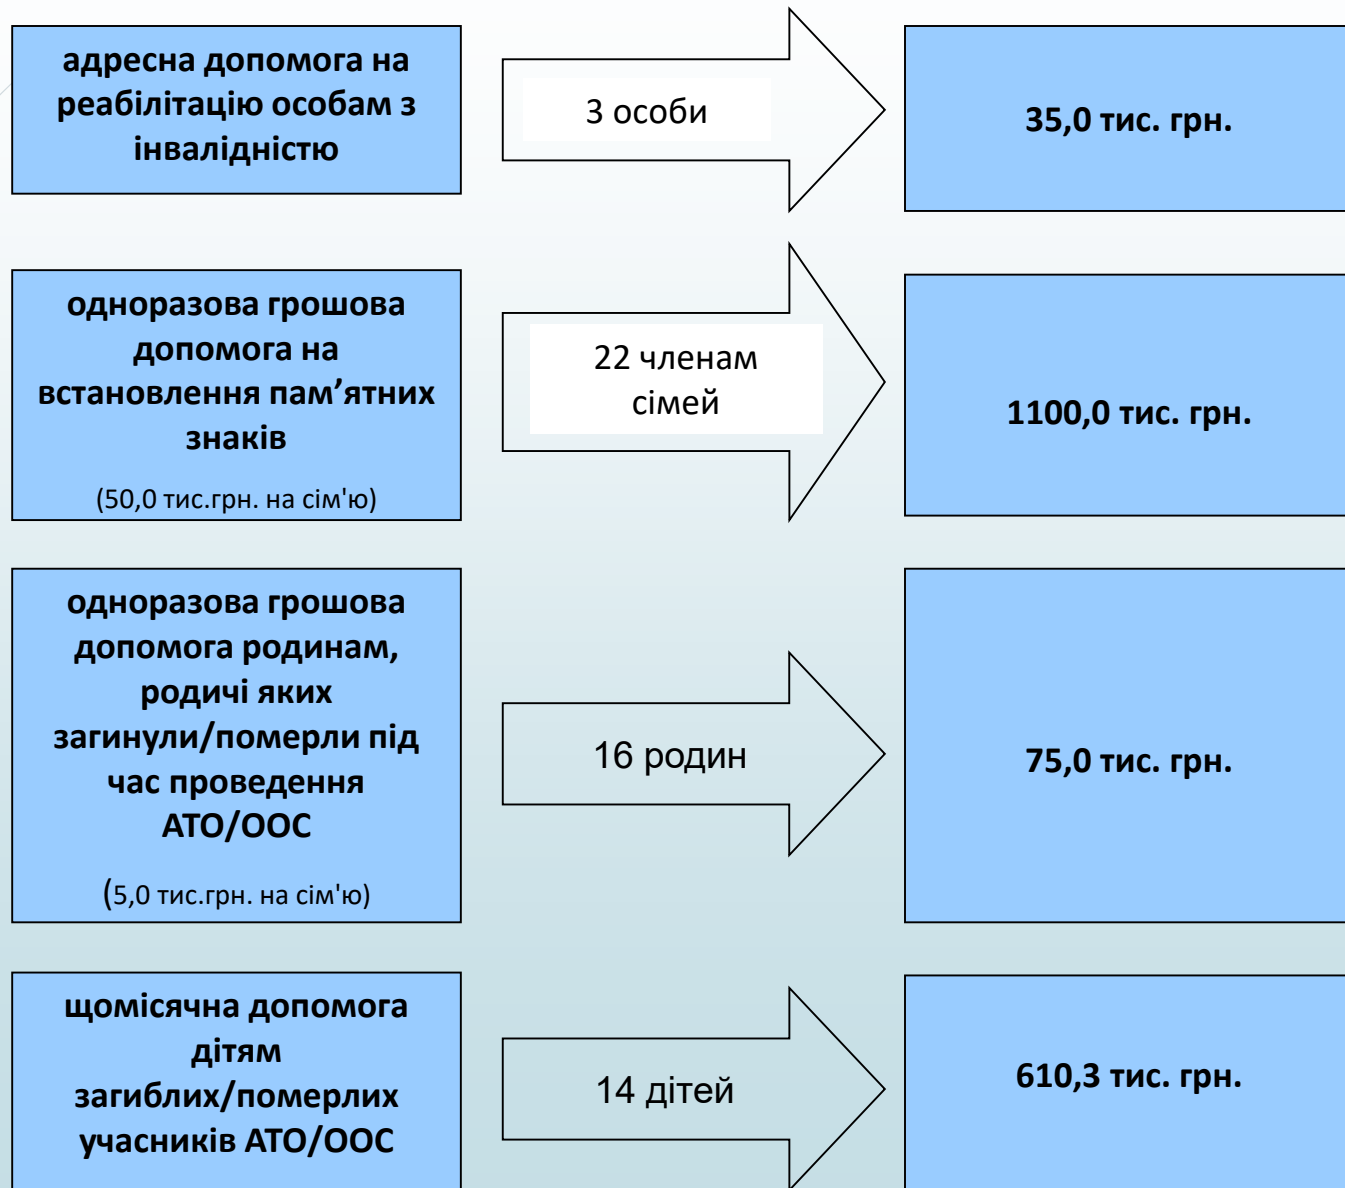 адресна допомога на
реабілітацію особам з
інвалідністю
3 особи
35,0 тис. грн.
одноразова грошова
допомога на
встановлення пам’ятних
знаків
(50,0 тис.грн. на сім'ю)
22 членам
сімей
1100,0 тис. грн.
одноразова грошова
допомога родинам,
родичі яких
загинули/померли під
час проведення
АТО/ООС
(5,0 тис.грн. на сім'ю)
16 родин
75,0 тис. грн.
щомісячна допомога
дітям
загиблих/померлих
учасників АТО/ООС
14 дітей
610,3 тис. грн.